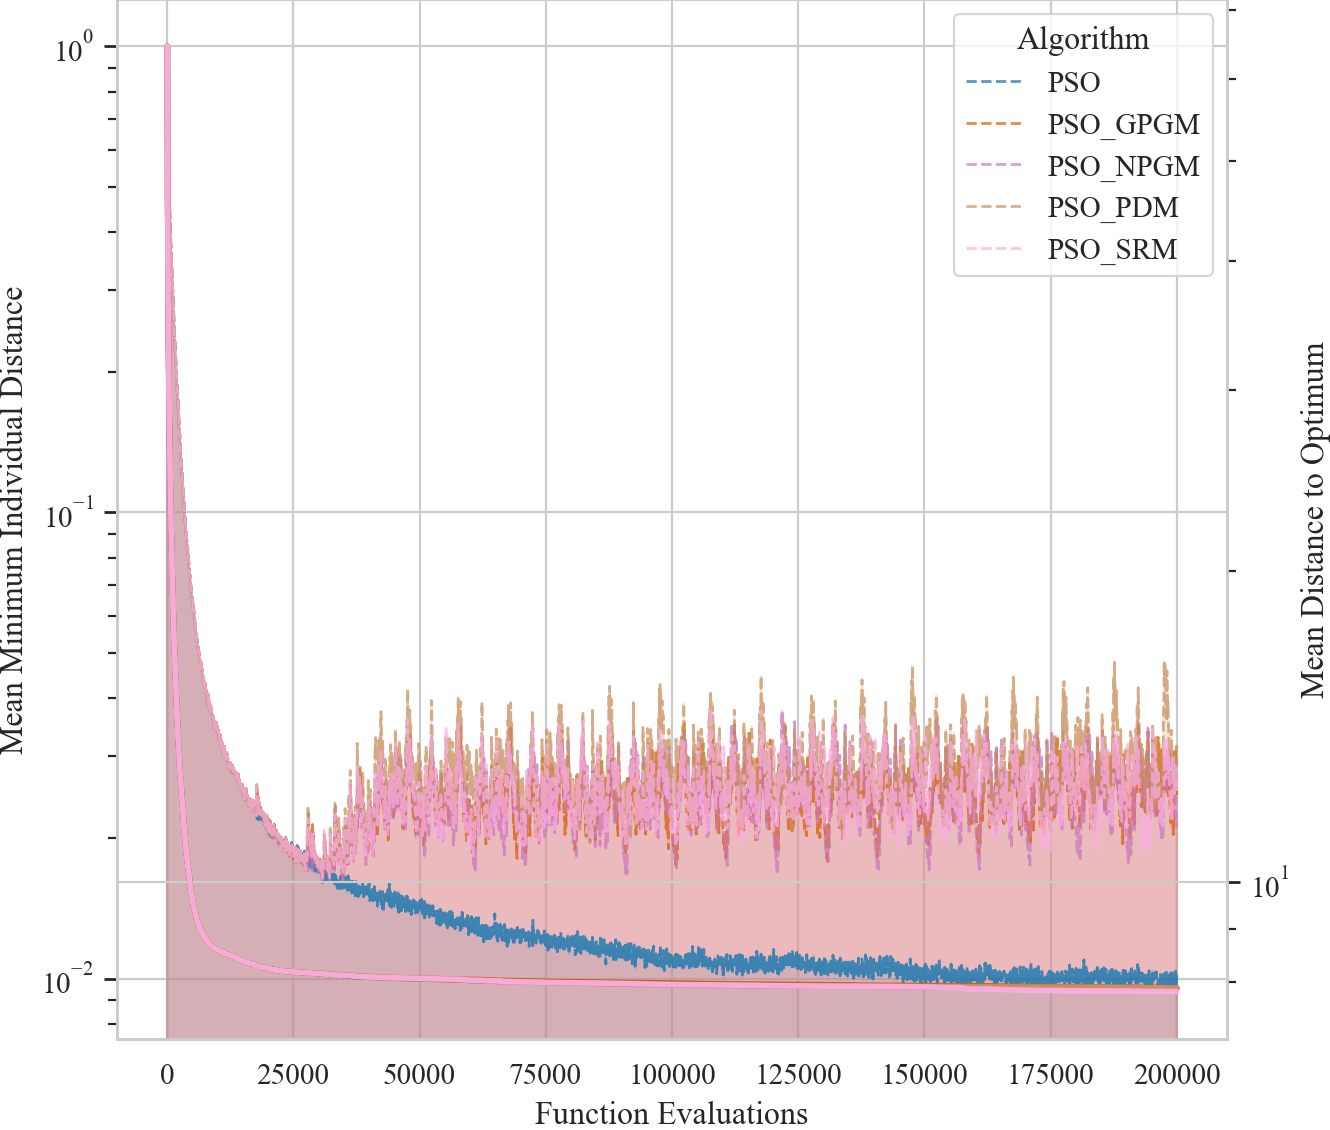 Algorithm
PSO
PSO_GPGM
PSO_NPGM
PSO_PDM
PSO_SRM
10^0
10^−1
10^−2
Mean Minimum Individual Distance
10^1
Mean Distance to Optimum
0 25000 50000 75000 100000 125000 150000 175000 200000
Function Evaluations